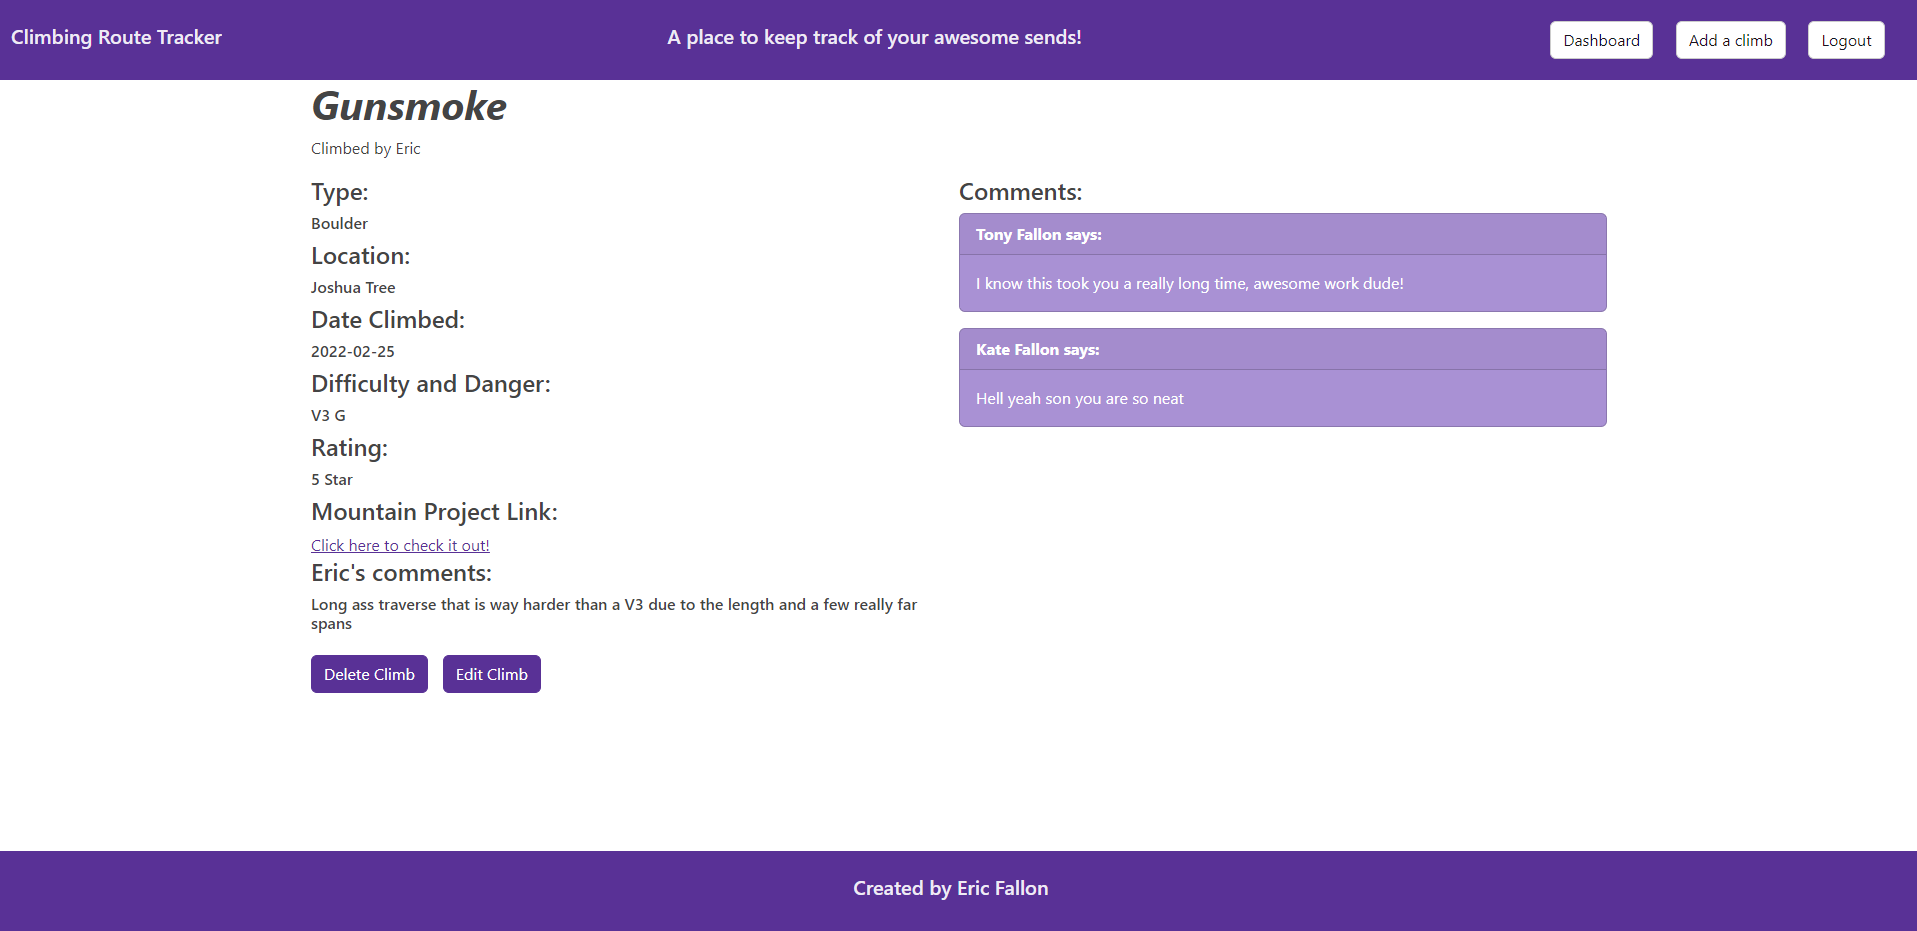 Climbing Route Tracker
A place to keep track of your awesome sends!
Dashboard
Add a climb
Logout
Gunsmoke
Climbed by Eric
Type:
Boulder
Location:
Joshua Tree
Date Climbed:
2022-02-25
Difficulty and Danger:
V3 G
Rating:
5 Star
Mountain Project Link:
Click here to check it out!
Eric's comments:
Long ass traverse that is way harder than a V3 due to the length and a few really far
spans
Delete Climb
Edit Climb
Comments:
Tony Fallon says:
I know this took you a really long time, awesome work dude!
Kate Fallon says:
Hell yeah son you are so neat
Created by Eric Fallon